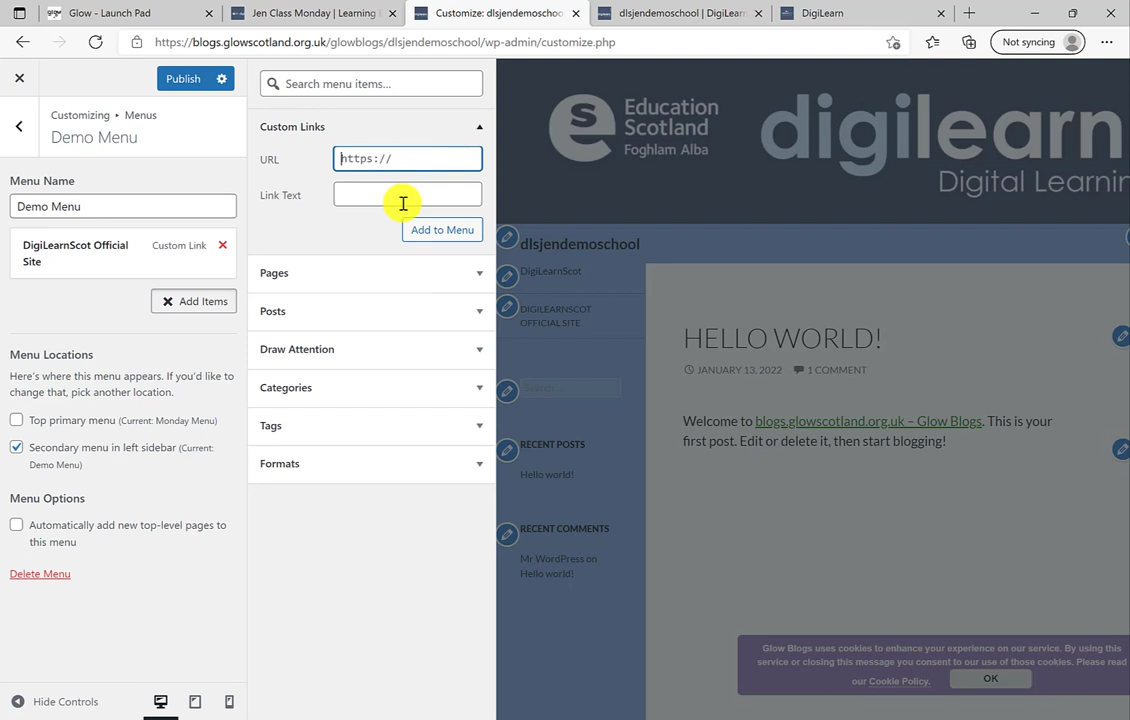 glow Glow - Launch Pad
Jen Class Monday | Learning
Customize: dlsjendemoschoo
dlsjendemoschool | DigiLearn
DigiLearn
https://blogs.glowscotland.org.uk/glowblogs/dlsjendemoschool/wp-admin/customize.php
Not syncing
Publish
Customizing ▸ Menus
Demo Menu
Menu Name
Demo Menu
DigiLearnScot Official
Site
Custom Link
Add Items
Menu Locations
Here's where this menu appears. If you'd like to
change that, pick another location.
Top primary menu (Current: Monday Menu)
Secondary menu in left sidebar (Current:
Demo Menu)
Menu Options
Automatically add new top-level pages to
this menu
Delete Menu
Hide Controls
Search menu items...
Custom Links
URL
https://
Link Text
Add to Menu
Pages
Posts
Draw Attention
Categories
Tags
Formats
Education
Scotland
Foghlam Alba
digilearn
Digital Learnin
dlsjendemoschool
DigiLearnScot
DIGILEARNSCOT
OFFICIAL SITE
Search...
RECENT POSTS
Hello world!
RECENT COMMENTS
Mr WordPress on
Hello world!
HELLO WORLD!
JANUARY 13, 2022 1 COMMENT
Welcome to blogs.glowscotland.org.uk – Glow Blogs. This is your
first post. Edit or delete it, then start blogging!
Glow Blogs uses cookies to enhance your experience on our service. By using this
service or closing this message you consent to our use of those cookies. Please read
our Cookie Policy.
OK